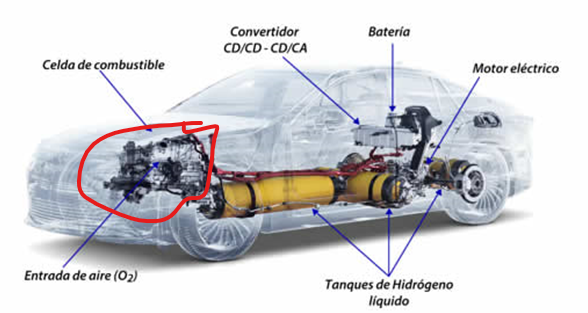 Convertidor
CD/CD - CD/CA
Batería
Celda de combustible
Motor eléctrico
Entrada de aire (O₂)
Tanques de Hidrógeno
líquido